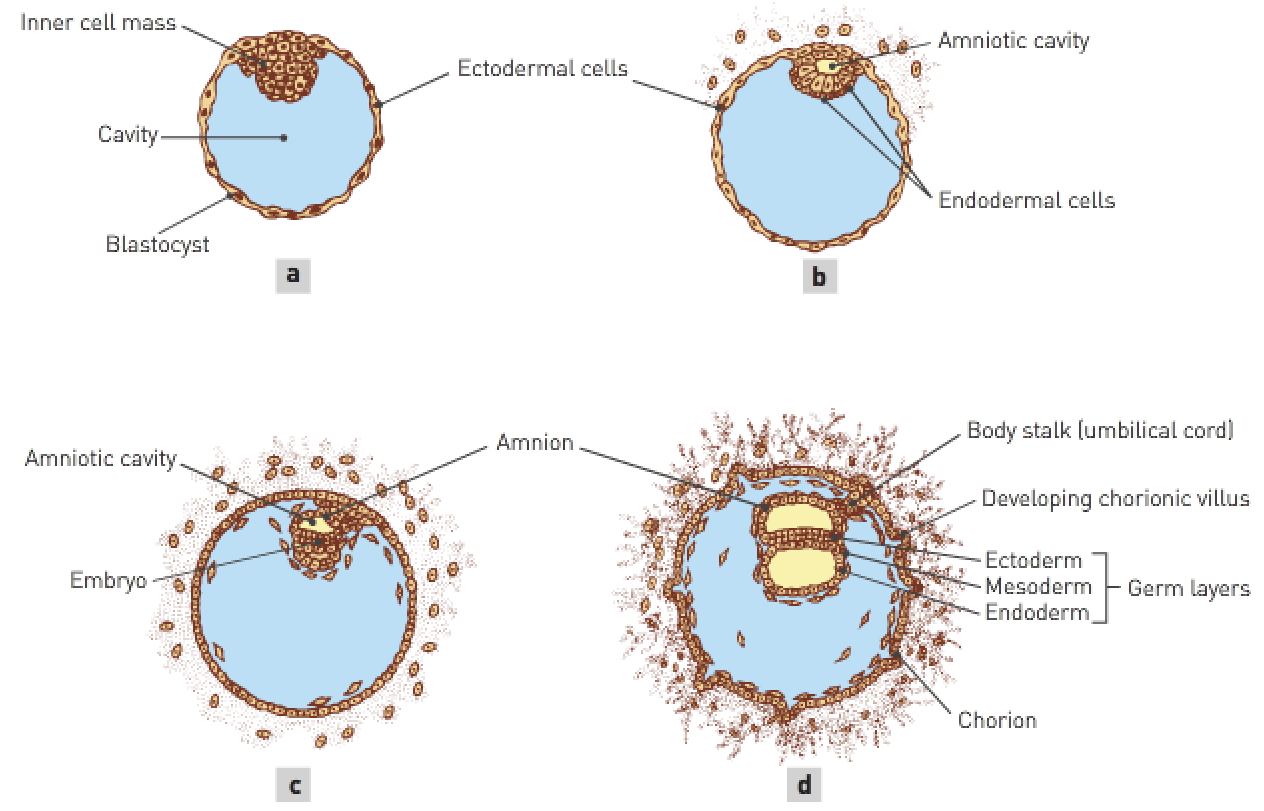 Inner cell mass
Ectodermal cells
Cavity
Blastocyst
a
Amniotic cavity
Endodermal cells
b
Amniotic cavity
Amnion
Embryo
c
Body stalk (umbilical cord)
Developing chorionic villus
Ectoderm
Mesoderm
Endoderm
Germ layers
Chorion
d